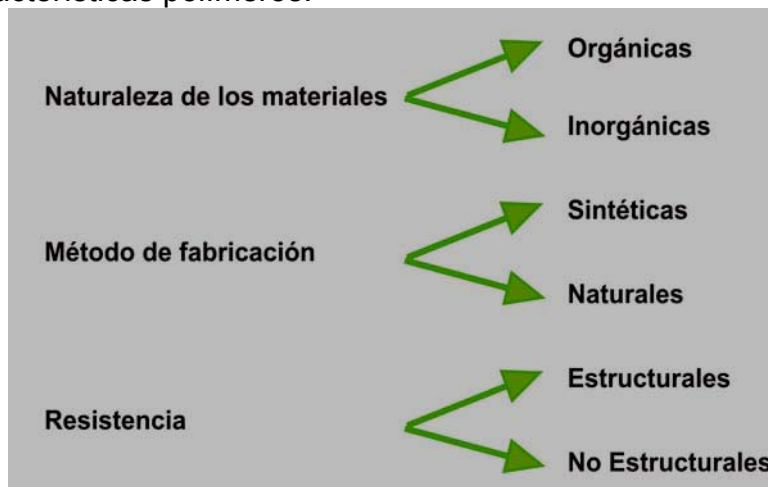 Orgánicas
Naturaleza de los materiales
Inorgánicas
Sintéticas
Método de fabricación
Naturales
Estructurales
Resistencia
No Estructurales